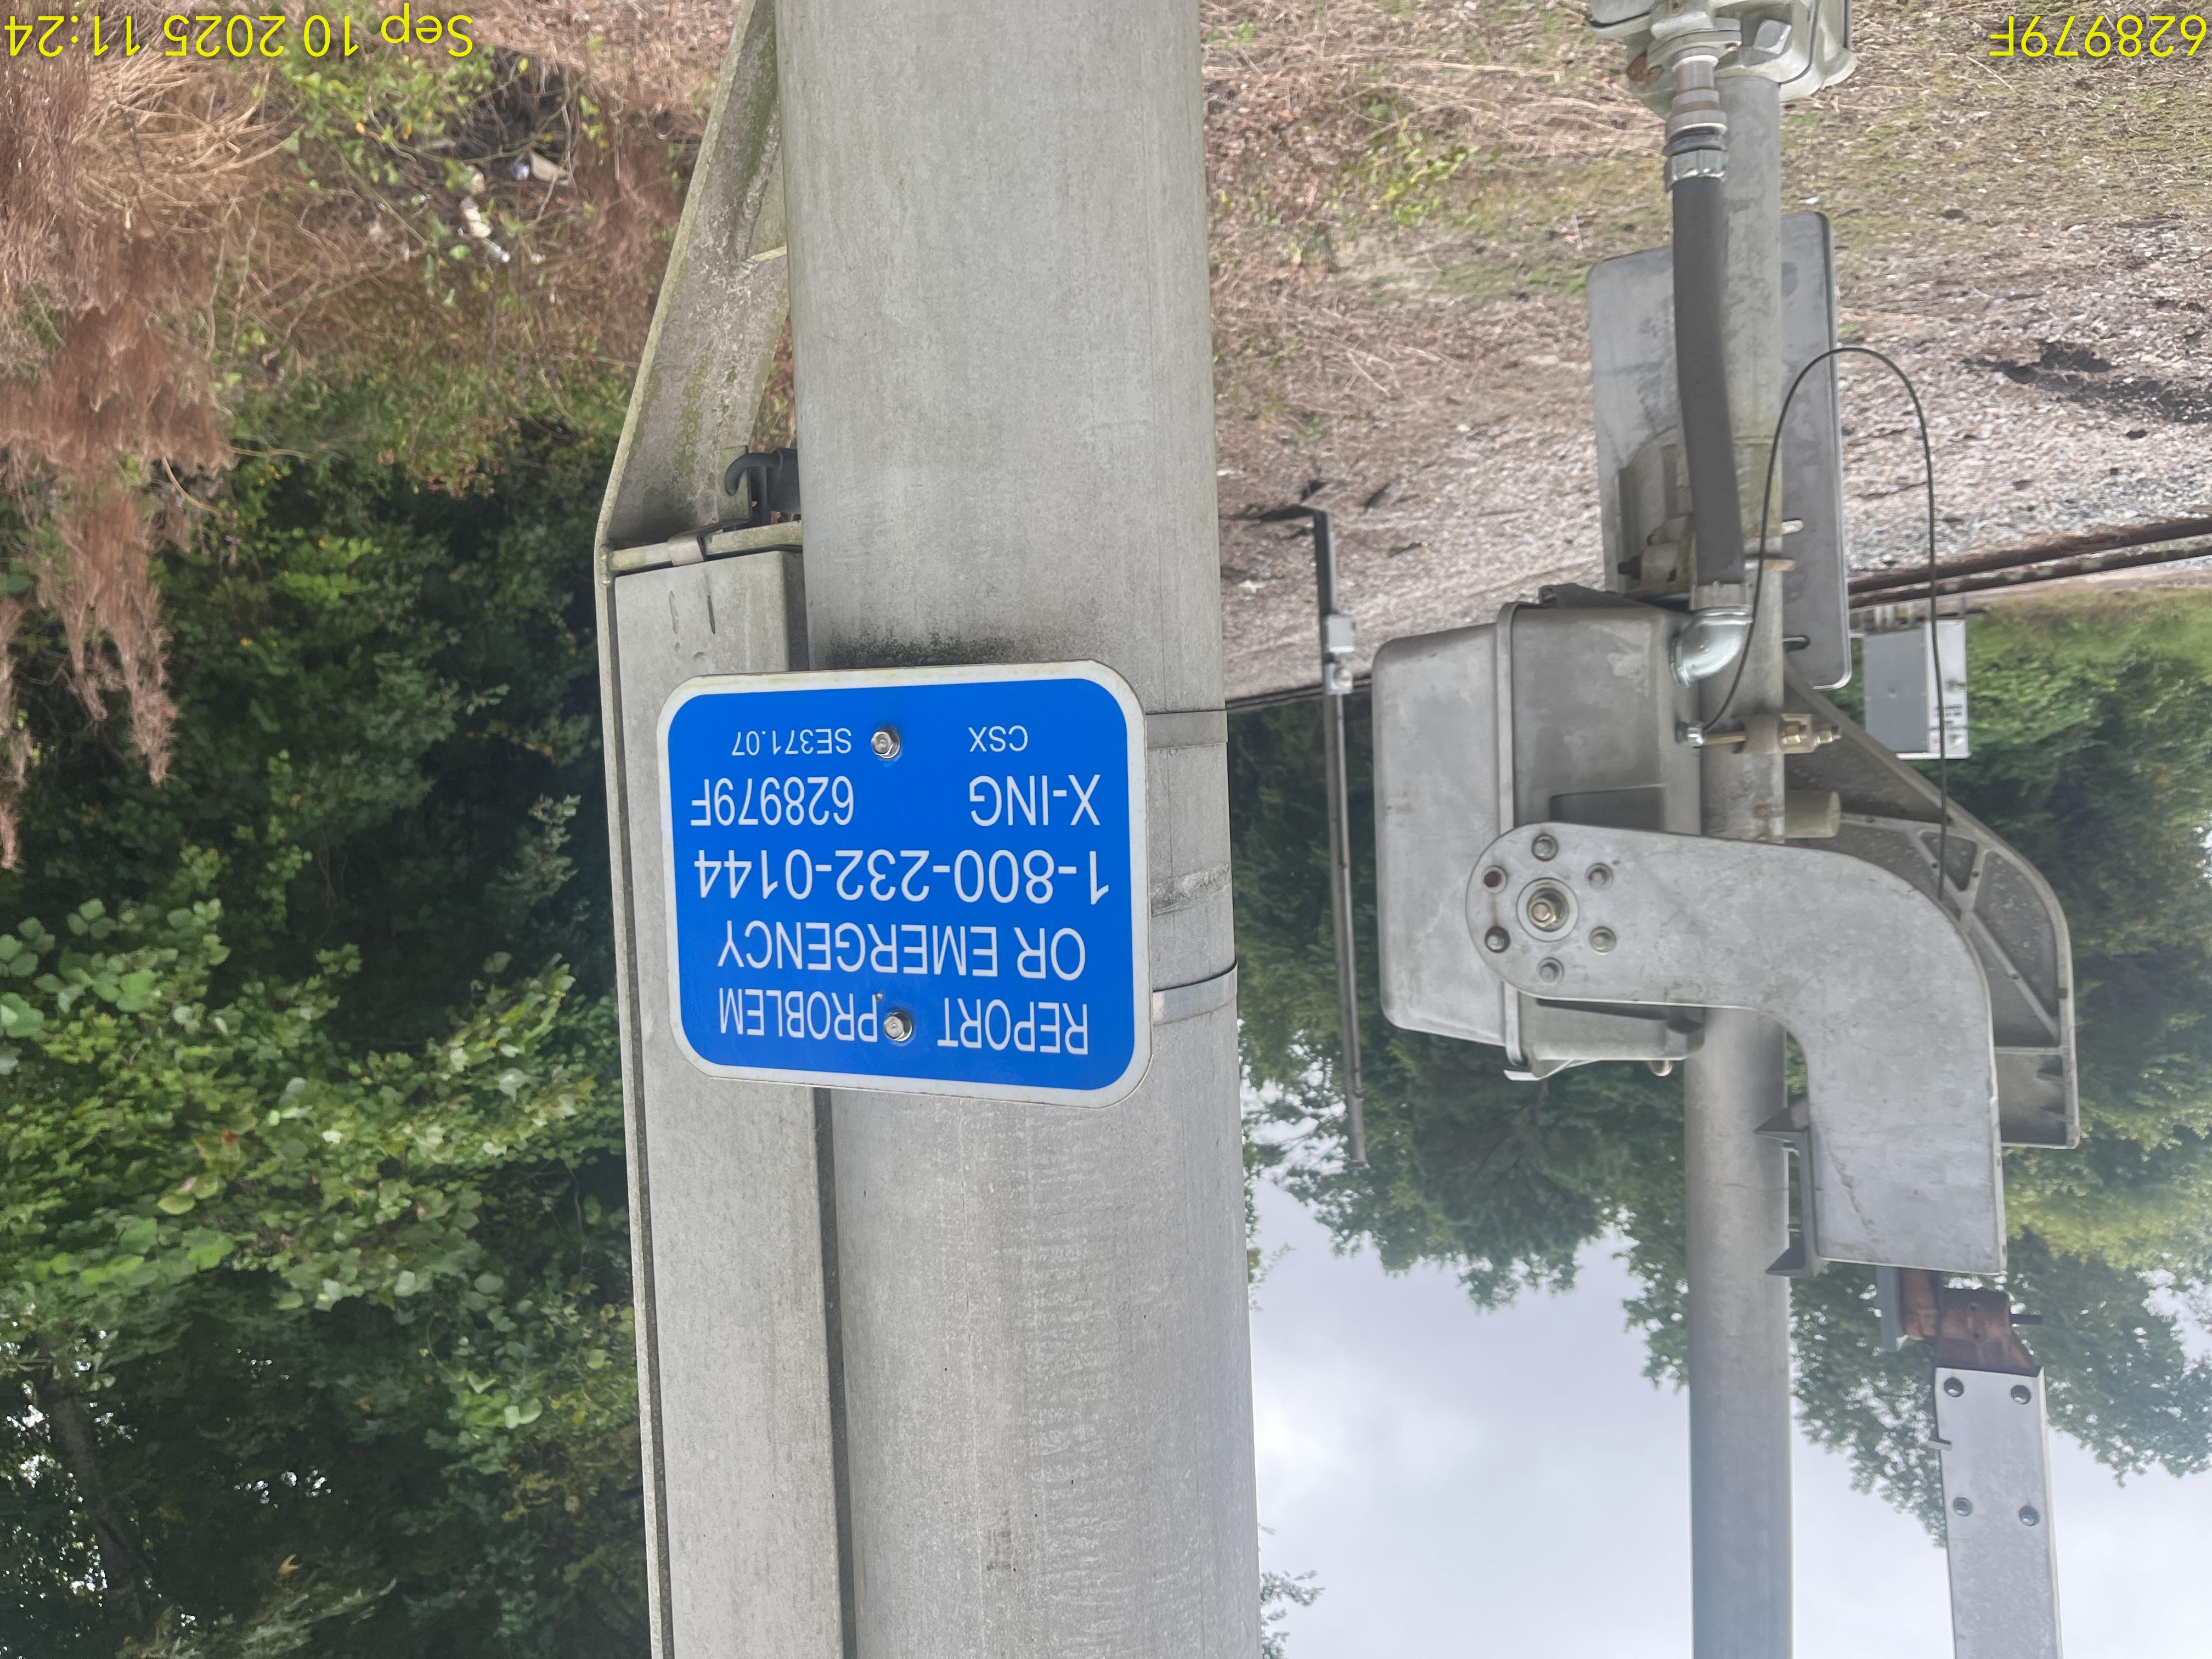 628979F
Sep 10 2025 11:24
REPORT PROBLEM
OR EMERGENCY
1-800-232-0144
X-ING 628979F
CSX SE371.07